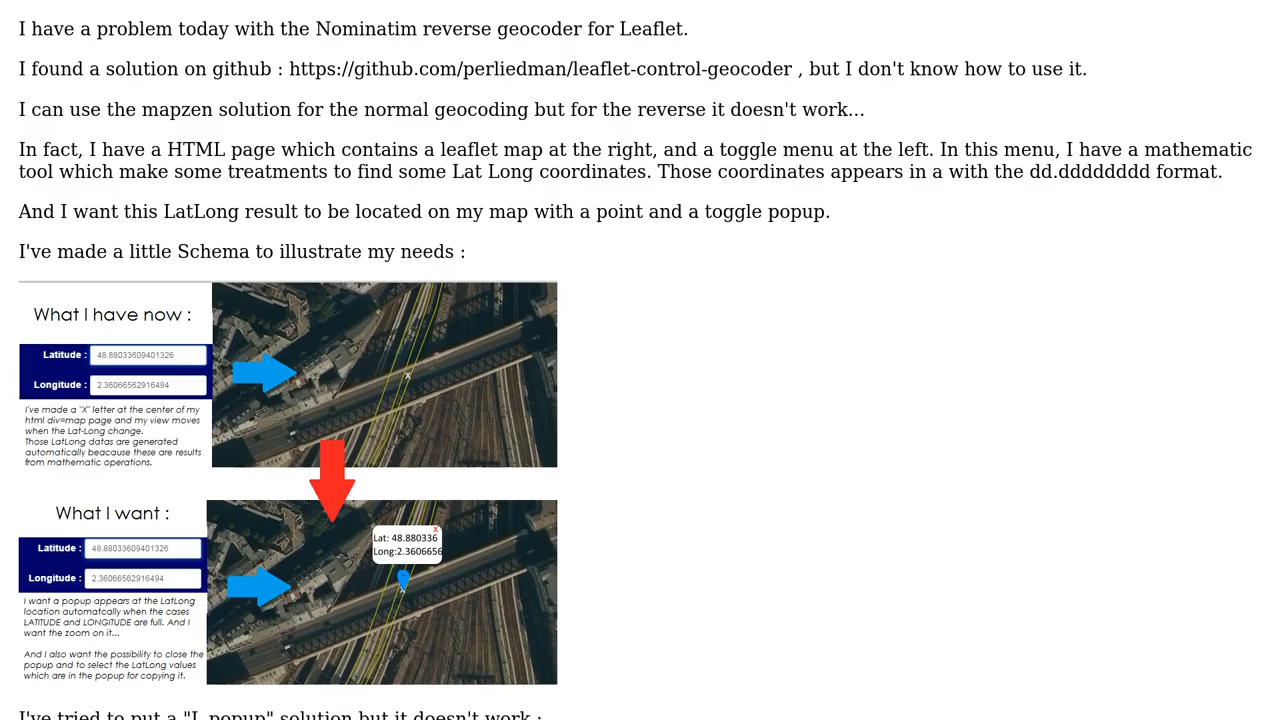 I have a problem today with the Nominatim reverse geocoder for Leaflet.
I found a solution on github : https://github.com/perliedman/leaflet-control-geocoder , but I don't know how to use it.
I can use the mapzen solution for the normal geocoding but for the reverse it doesn't work...
In fact, I have a HTML page which contains a leaflet map at the right, and a toggle menu at the left. In this menu, I have a mathematic
tool which make some treatments to find some Lat Long coordinates. Those coordinates appears in a with the dd.dddddddd format.
And I want this LatLong result to be located on my map with a point and a toggle popup.
I've made a little Schema to illustrate my needs :
What I have now :
Latitude : 48.88033609401326
Longitude : 2.36066562916494
I've made a "X" letter at the center of my
html div=map page and my view moves
when the Lat-Long change.
Those LatLong datas are generated
automatically beacause these are results
from mathematic operations.
X
What I want :
Latitude : 48.88033609401326
Longitude : 2.36066562916494
I want a popup appears at the LatLong
location automatcally when the cases
LATITUDE and LONGITUDE are full. And I
want the zoom on it...
And I also want the possibility to close the
popup and to select the LatLong values
which are in the popup for copying it.
X
Lat: 48.880336
Long:2.3606656
X
I've tried to put a "L.popup" solution but it doesn't work :